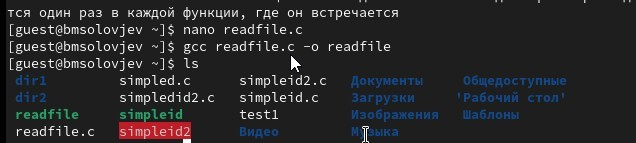 тся один раз в каждой функции, где он встречается
[guest@bmsolovjev ~]$ nano readfile.c
[guest@bmsolovjev ~]$ gcc readfile.c -o readfile
[guest@bmsolovjev ~]$ ls
dir1 simpled.c simpleid2.c Документы Общедоступные
dir2 simpledid2.c simpleid.c Загрузки 'Рабочий стол'
readfile simpleid test1 Изображения Шаблоны
readfile.c simpleid2 Видео Музыка